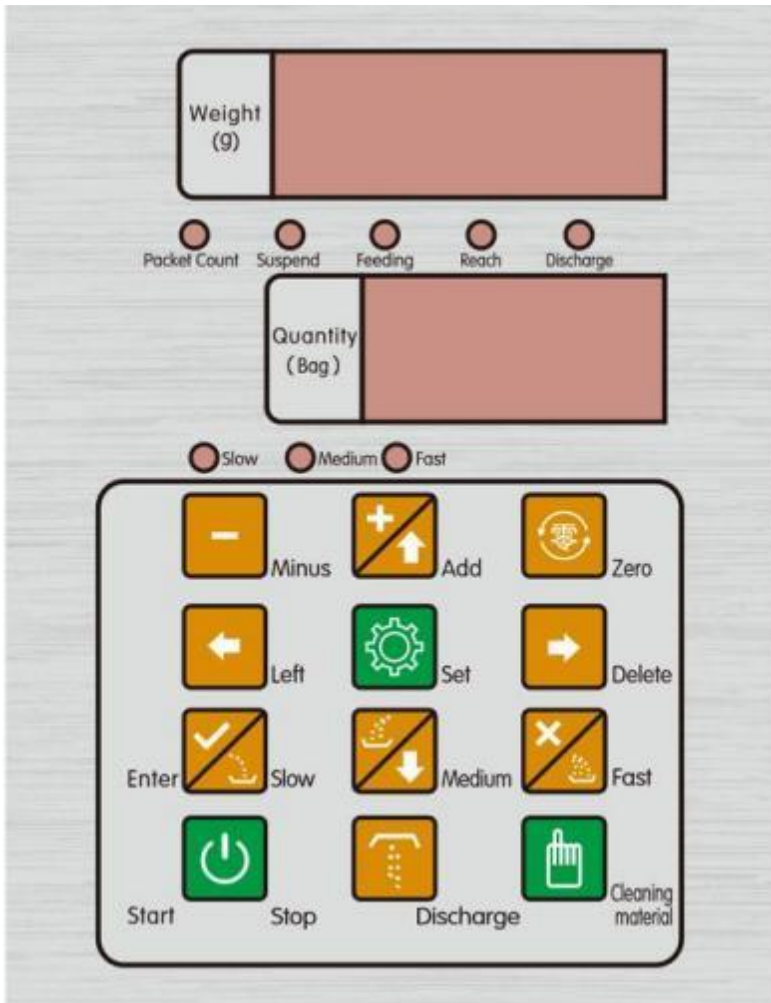 Weight
(g)
Packet Count Suspend Feeding Reach Discharge
Quantity
(Bag)
Slow Medium Fast
Minus Add 零 Zero
Left Set Delete
Enter Slow Medium Fast
Start Stop Discharge Cleaning
material